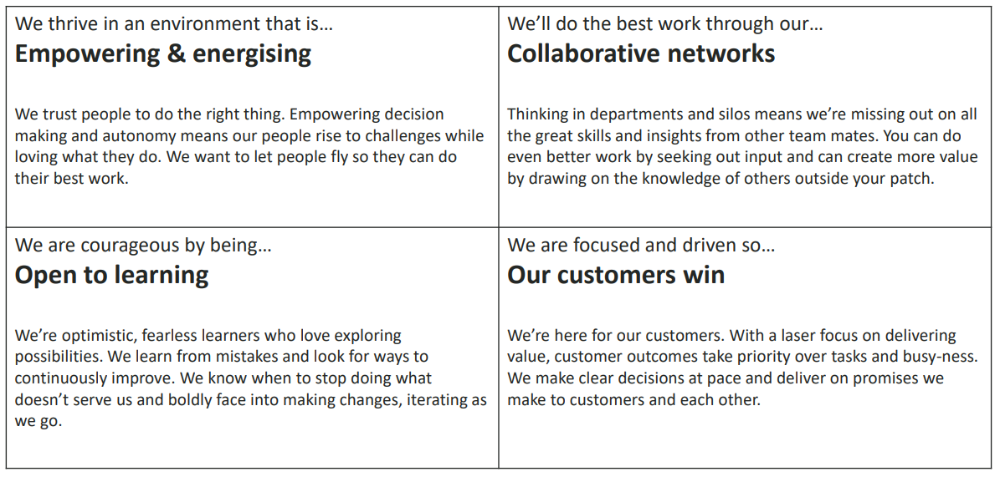 We thrive in an environment that is…
Empowering & energising
We trust people to do the right thing. Empowering decision
making and autonomy means our people rise to challenges while
loving what they do. We want to let people fly so they can do
their best work.
We’ll do the best work through our…
Collaborative networks
Thinking in departments and silos means we’re missing out on all
the great skills and insights from other team mates. You can do
even better work by seeking out input and can create more value
by drawing on the knowledge of others outside your patch.
We are courageous by being…
Open to learning
We’re optimistic, fearless learners who love exploring
possibilities. We learn from mistakes and look for ways to
continuously improve. We know when to stop doing what
doesn’t serve us and boldly face into making changes, iterating as
we go.
We are focused and driven so…
Our customers win
We’re here for our customers. With a laser focus on delivering
value, customer outcomes take priority over tasks and busy-ness.
We make clear decisions at pace and deliver on promises we
make to customers and each other.